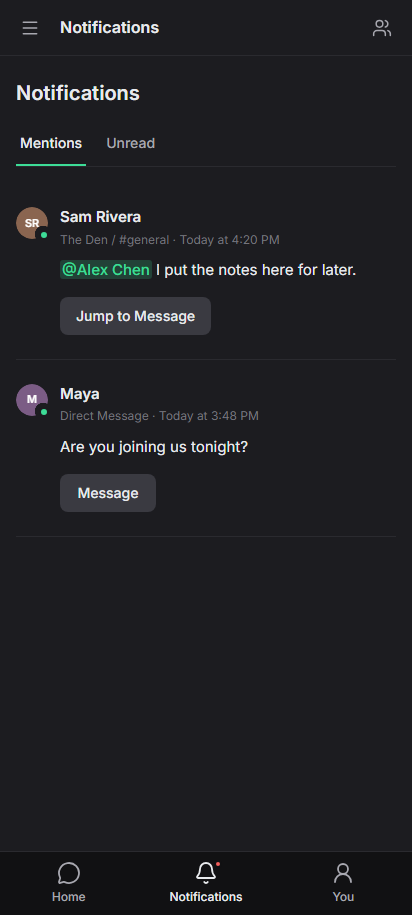 Notifications
Notifications
Mentions Unread
SR
Sam Rivera
The Den / #general · Today at 4:20 PM
@Alex Chen I put the notes here for later.
Jump to Message
M
Maya
Direct Message · Today at 3:48 PM
Are you joining us tonight?
Message
Home Notifications You